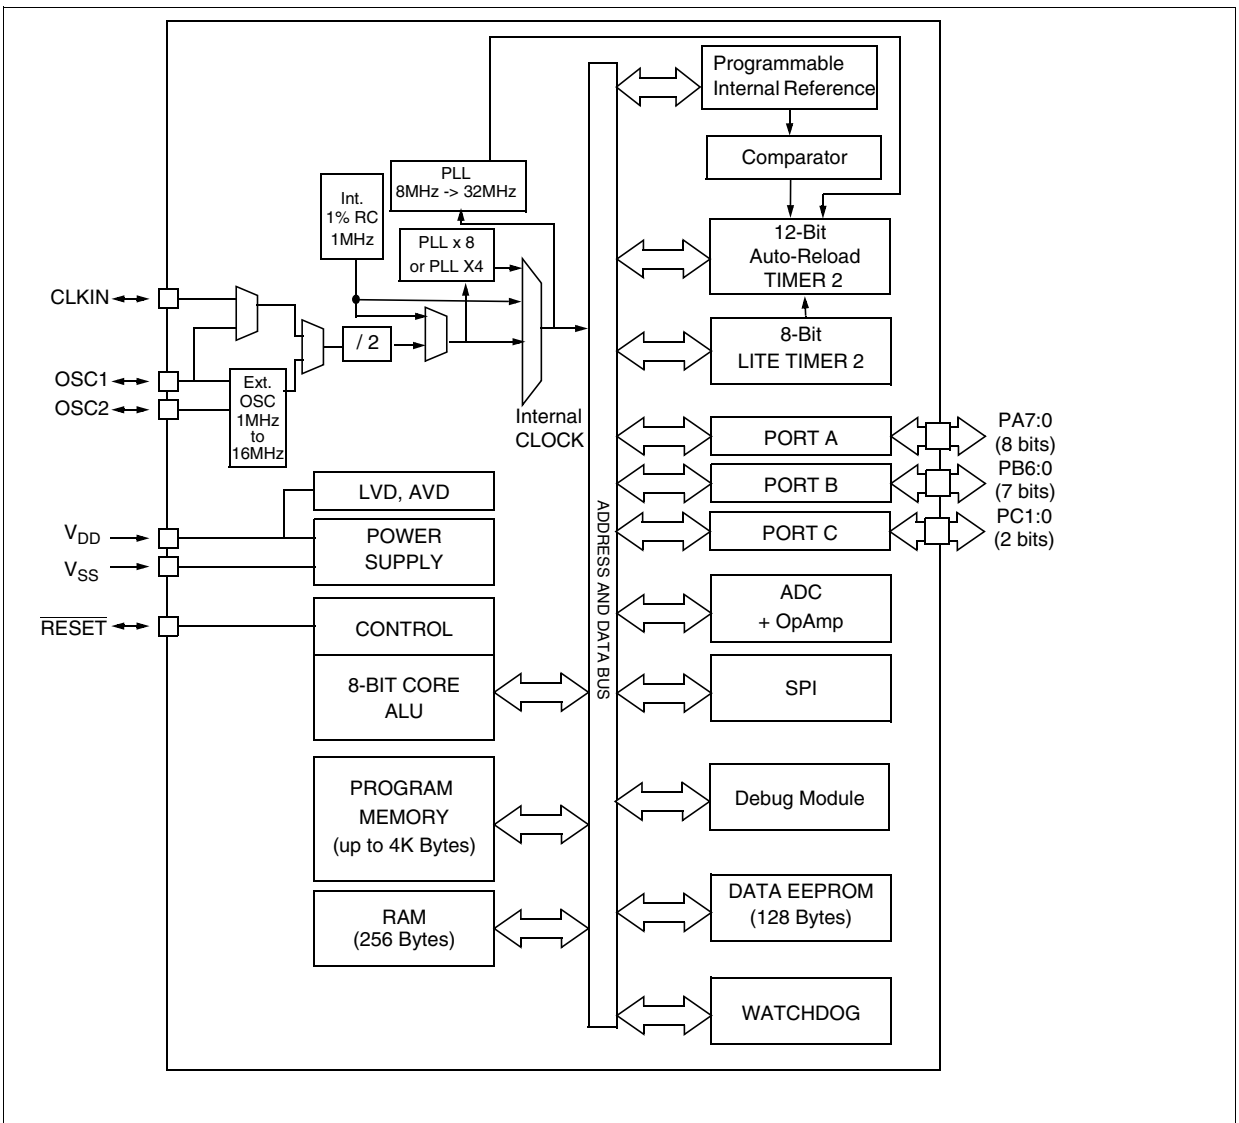 Programmable
Internal Reference
Comparator
PLL
8MHz -> 32MHz
Int.
1% RC
1MHz
PLL x 8
or PLL X4
12-Bit
Auto-Reload
TIMER 2
CLKIN
/ 2
8-Bit
LITE TIMER 2
OSC1
OSC2
Ext.
OSC
1MHz
to
16MHz
Internal
CLOCK
PORT A
PA7:0
(8 bits)
PORT B
PB6:0
(7 bits)
PORT C
PC1:0
(2 bits)
LVD, AVD
VDD
VSS
POWER
SUPPLY
ADDRESS AND DATA BUS
ADC
+ OpAmp
RESET
CONTROL
8-BIT CORE
ALU
SPI
PROGRAM
MEMORY
(up to 4K Bytes)
Debug Module
RAM
(256 Bytes)
DATA EEPROM
(128 Bytes)
WATCHDOG